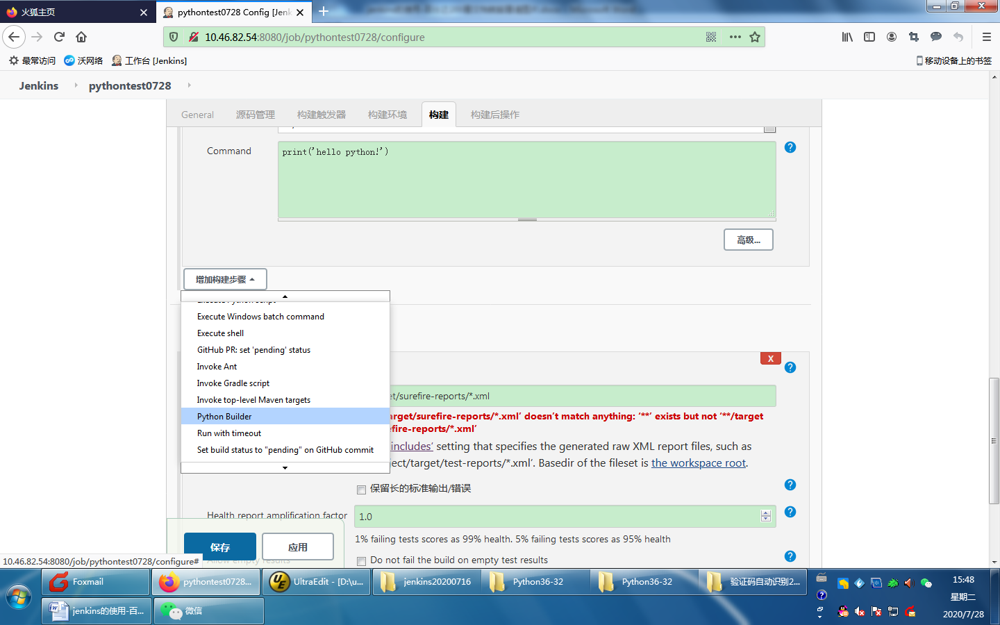 火狐主页
pythontest0728 Config [Jenk
10.46.82.54:8080/job/pythontest0728/configure
最常访问 沃网络 工作台 [Jenkins] 移动设备上的书签
Jenkins pythontest0728
General 源码管理 构建触发器 构建环境 构建 构建后操作
Command
print('hello python!')
高级...
增加构建步骤
Execute Python script
Execute Windows batch command
Execute shell
GitHub PR: set 'pending' status
Invoke Ant
Invoke Gradle script
Invoke top-level Maven targets
Python Builder
Run with timeout
Set build status to "pending" on GitHub commit
X
et/surefire-reports/*.xml
target/surefire-reports/*.xml’ doesn’t match anything: ‘**’ exists but not ‘**/target
efire-reports/*.xml’
includes’ setting that specifies the generated raw XML report files, such as
ject/target/test-reports/*.xml’. Basedir of the fileset is the workspace root.
保留长的标准输出/错误
Health report amplification factor 1.0
1% failing tests scores as 99% health. 5% failing tests scores as 95% health
保存 应用
Allow empty results Do not fail the build on empty test results
10.46.82.54:8080/job/pythontest0728/configure#
Foxmail pythontest0728... UltraEdit - [D:\u... jenkins20200716 Python36-32 Python36-32 验证码自动识别2...
jenkins的使用-百... 微信
15:48
星期二
2020/7/28